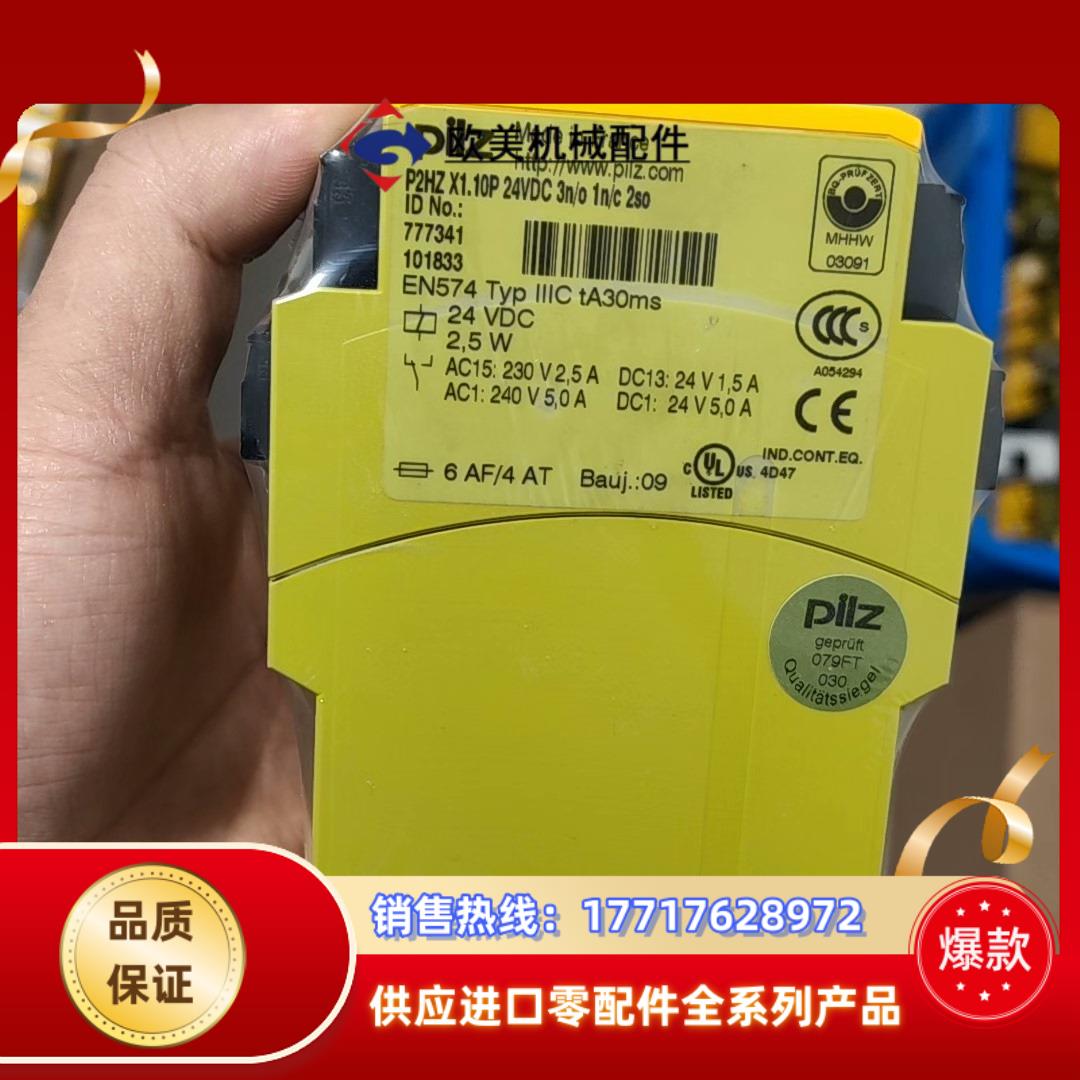 pilz
欧美机械配件
http://www.pilz.com
P2HZ X1.10P 24VDC 3n/o 1n/c 2so
ID No.:
777341
101833
EN574 Typ IIIC tA30ms
24 VDC
2,5 W
AC15: 230 V 2,5 A DC13: 24 V 1,5 A
AC1: 240 V 5,0 A DC1: 24 V 5,0 A
6 AF/4 AT Bauj.:09
BG-PRÜFZERT
MHHW
03091
CCC S
A054294
CE
C UL US
LISTED
IND.CONT.EQ.
4D47
pilz
geprüft
079FT
030
Qualitätssiegel
品质
保证
销售热线：17717628972
供应进口零配件全系列产品
爆款